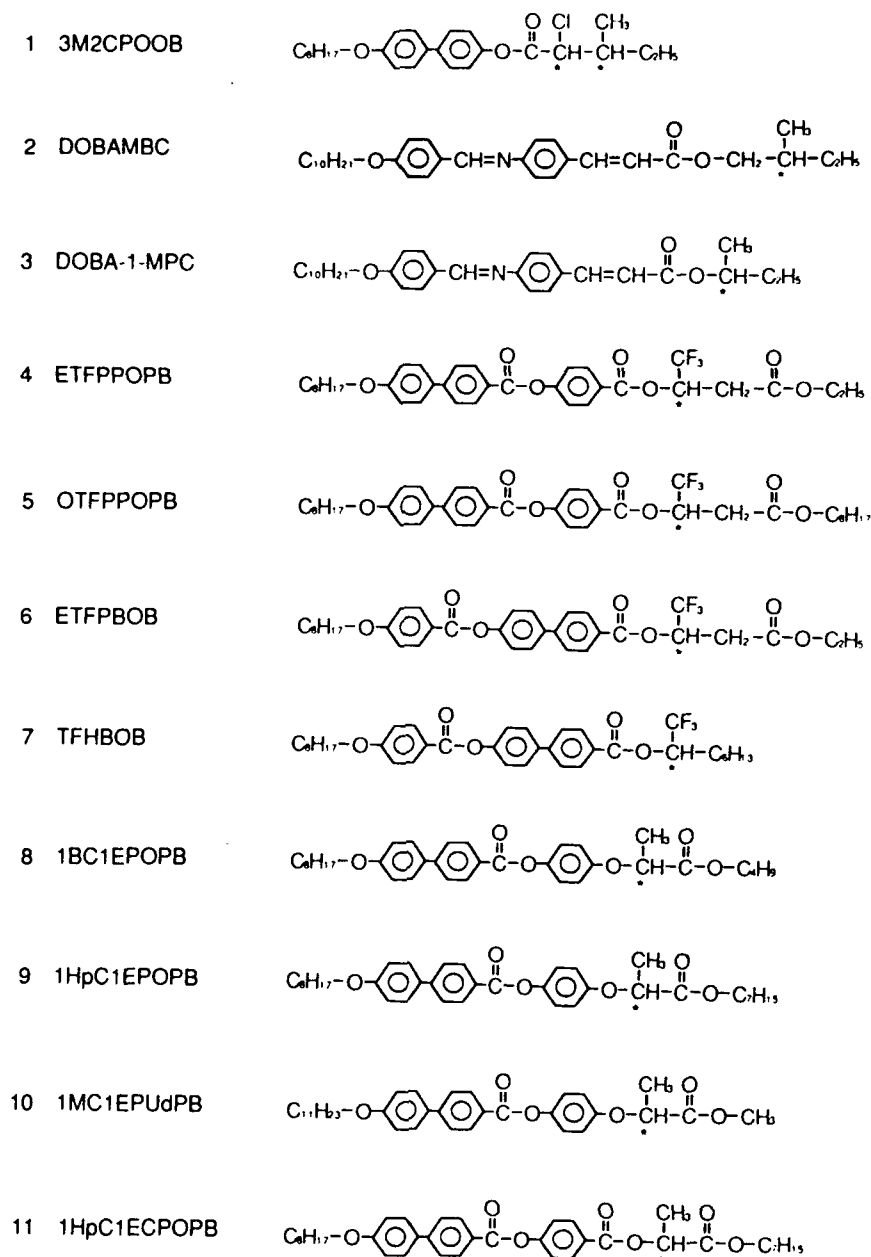 O Cl CH₃
1 3M2CPOOB C₈H₁₇-O- -O-C-CH-CH-C₂H₅
* *
O CH₃
2 DOBAMBC C₁₀H₂₁-O- -CH=N- -CH=CH-C-O-CH₂-CH-C₂H₅
*
O CH₃
3 DOBA-1-MPC C₁₀H₂₁-O- -CH=N- -CH=CH-C-O-CH-C₂H₅
*
O O CF₃ O
4 ETFPPOPB C₈H₁₇-O- -C-O- -C-O-CH-CH₂-C-O-C₂H₅
*
O O CF₃ O
5 OTFPPOPB C₈H₁₇-O- -C-O- -C-O-CH-CH₂-C-O-C₈H₁₇
*
O O CF₃ O
6 ETFPBOB C₈H₁₇-O- -C-O- -C-O-CH-CH₂-C-O-C₂H₅
*
O O CF₃
7 TFHBOB C₈H₁₇-O- -C-O- -C-O-CH-C₆H₁₃
*
O CH₃ O
8 1BC1EPOPB C₈H₁₇-O- -C-O- -O-CH-C-O-C₄H₉
*
O CH₃ O
9 1HpC1EPOPB C₈H₁₇-O- -C-O- -O-CH-C-O-C₇H₁₅
*
O CH₃ O
10 1MC1EPUdPB C₁₁H₂₃-O- -C-O- -O-CH-C-O-CH₃
*
O O CH₃ O
11 1HpC1ECPOPB C₈H₁₇-O- -C-O- -C-O-CH-C-O-C₇H₁₅